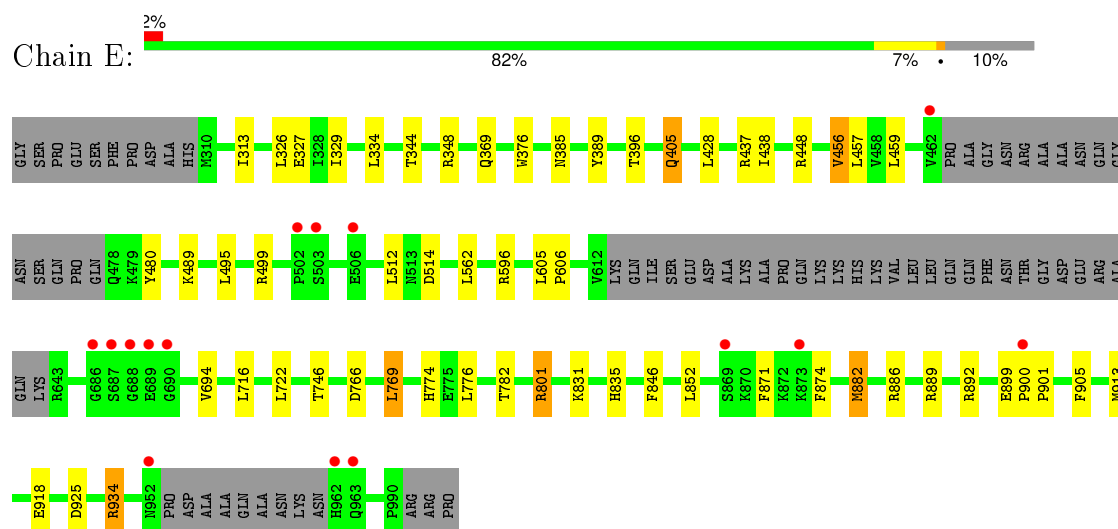 2%
Chain E:
82% 7% • 10%
GLY SER PRO GLU SER PHE PRO ASP ALA HIS M310 I313 L326 E327 I328 I329 L334 T344 R348 Q369 W376 N385 Y389 T396 Q405 L428 R437 I438 R448 V456 L457 V458 L459 V462 PRO ALA GLY ASN ARG ALA ALA ASN GLN GLY
ASN SER GLN PRO GLN Q478 K479 Y480 K489 L495 R499 P502 S503 E506 L512 N513 D514 L562 R596 L605 P606 V612 LYS GLN ILE SER GLU ASP ALA LYS ALA PRO GLN LYS LYS HIS LYS VAL LEU LEU GLN GLN PHE ASN THR GLY ASP GLU ARG ALA
GLN LYS R643 G686 S687 G688 E689 G690 V694 L716 L722 T746 D766 L769 H774 E775 L776 T782 R801 K831 H835 F846 L852 S869 K870 F871 K872 K873 F874 M882 R886 R889 R892 E899 P900 P901 F905 M913
E918 D925 R934 N952 PRO ASP ALA ALA GLN ALA ASN LYS ASN H962 Q963 P990 ARG ARG PRO